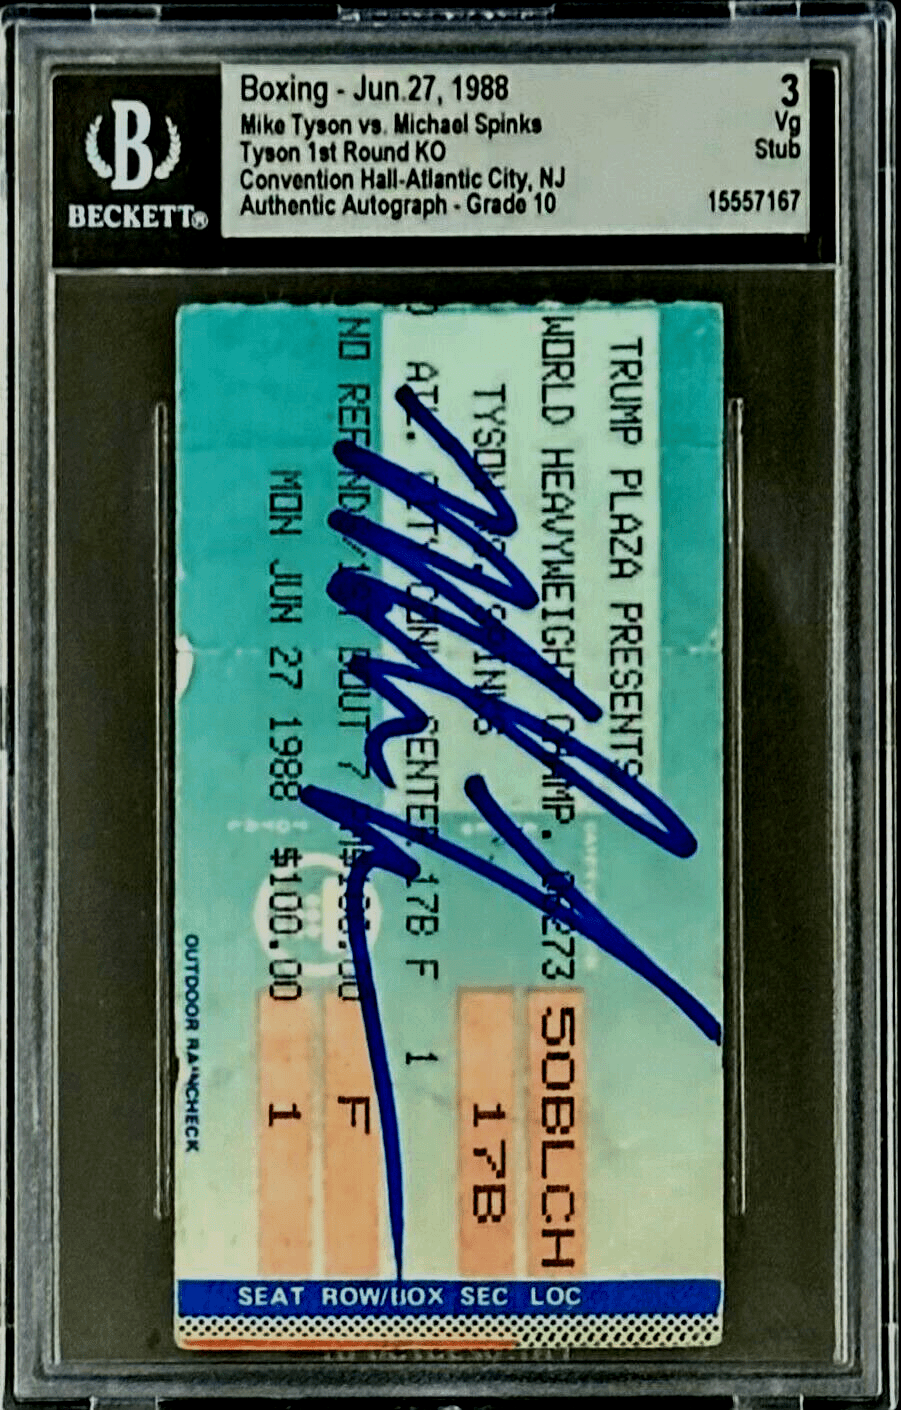 Boxing - Jun.27, 1988
Mike Tyson vs. Michael Spinks
Tyson 1st Round KO
Convention Hall-Atlantic City, NJ
Authentic Autograph - Grade 10
3
Vg
Stub
15557167
B
BECKETT®
TRUMP PLAZA PRESENTS
WORLD HEAVYWEIGHT CHAMP.
TYSON SPINKS
ATL. CITY CONV CENTER 17B F 1
NO REFUND
BOUT 7
MON JUN 27 1988 $100.00
50BLCH
17B
F
1
OUTDOOR RAINCHECK
SEAT ROW/BOX SEC LOC